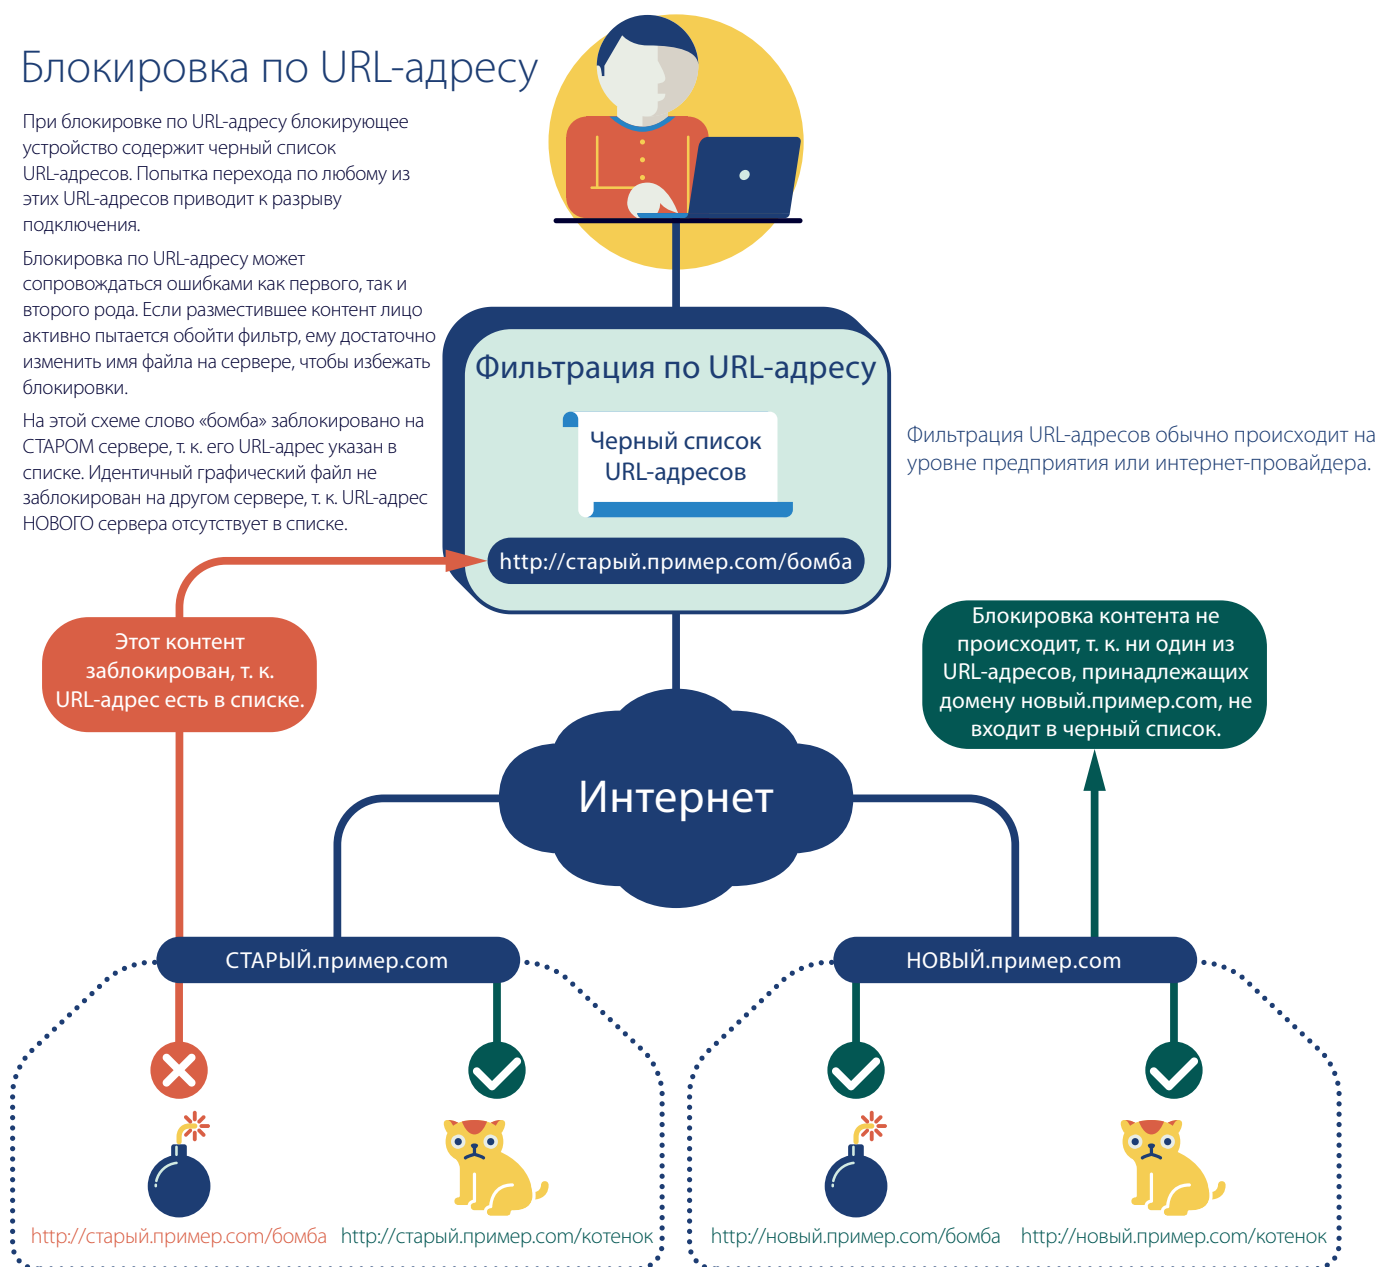 Блокировка по URL-адресу
При блокировке по URL-адресу блокирующее
устройство содержит черный список
URL-адресов. Попытка перехода по любому из
этих URL-адресов приводит к разрыву
подключения.
Блокировка по URL-адресу может
сопровождаться ошибками как первого, так и
второго рода. Если разместившее контент лицо
активно пытается обойти фильтр, ему достаточно
изменить имя файла на сервере, чтобы избежать
блокировки.
На этой схеме слово «бомба» заблокировано на
СТАРОМ сервере, т. к. его URL-адрес указан в
списке. Идентичный графический файл не
заблокирован на другом сервере, т. к. URL-адрес
НОВОГО сервера отсутствует в списке.
Фильтрация по URL-адресу
Черный список
URL-адресов
http://старый.пример.com/бомба
Фильтрация URL-адресов обычно происходит на
уровне предприятия или интернет-провайдера.
Этот контент
заблокирован, т. к.
URL-адрес есть в списке.
Блокировка контента не
происходит, т. к. ни один из
URL-адресов, принадлежащих
домену новый.пример.com, не
входит в черный список.
Интернет
СТАРЫЙ.пример.com
НОВЫЙ.пример.com
http://старый.пример.com/бомба
http://старый.пример.com/котенок
http://новый.пример.com/бомба
http://новый.пример.com/котенок